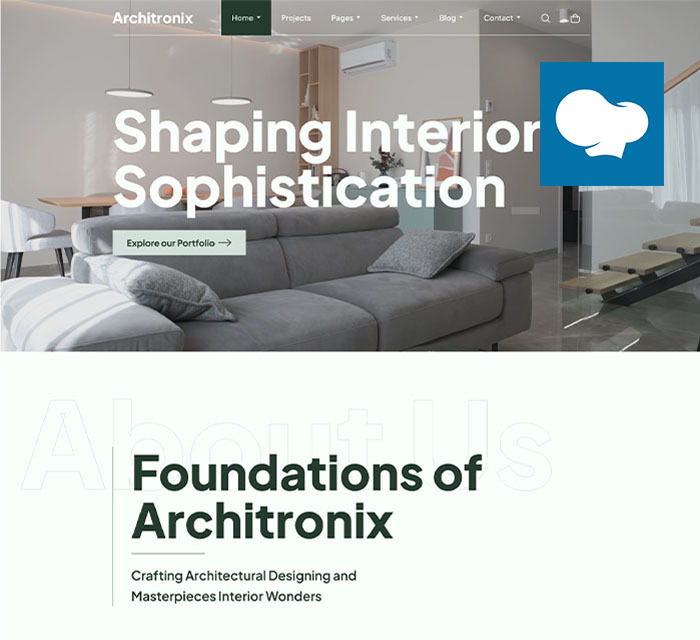 Architronix
Home
Projects
Pages
Services
Blog
Contact
Shaping Interior
Sophistication
Explore our Portfolio
About Us
Foundations of
Architronix
Crafting Architectural Designing and
Masterpieces Interior Wonders